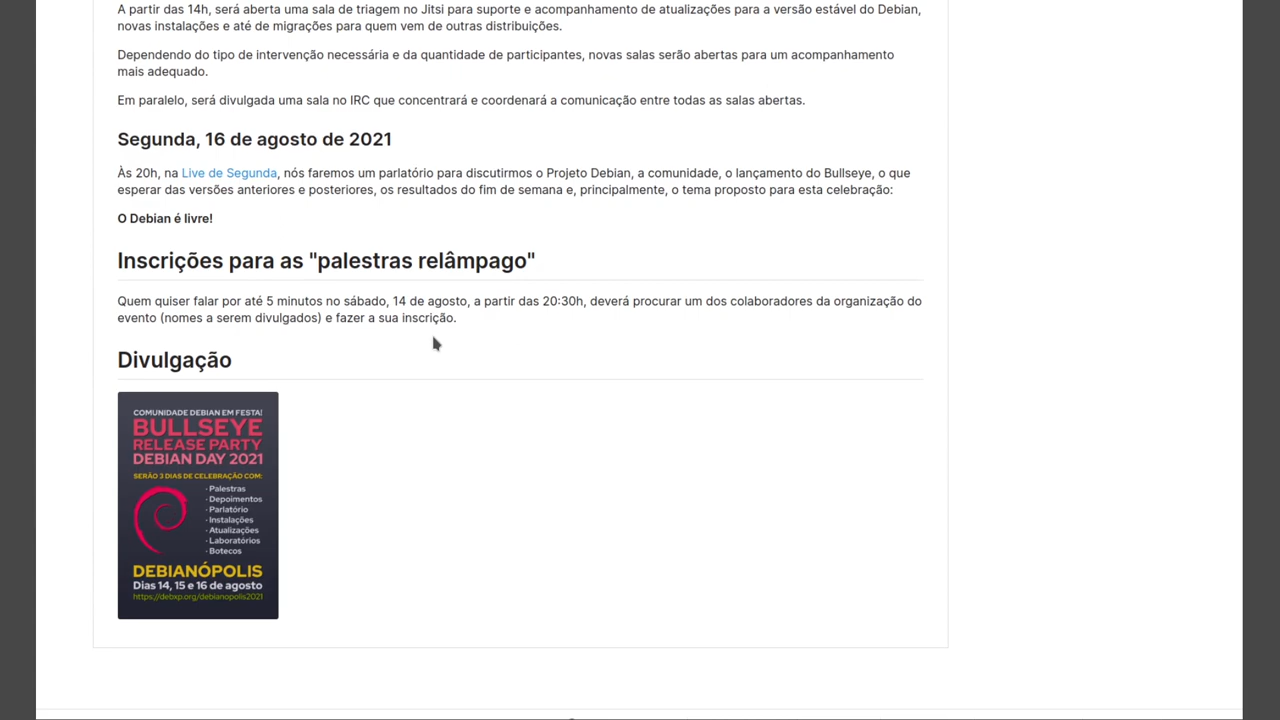 A partir das 14h, será aberta uma sala de triagem no Jitsi para suporte e acompanhamento de atualizações para a versão estável do Debian,
novas instalações e até de migrações para quem vem de outras distribuições.
Dependendo do tipo de intervenção necessária e da quantidade de participantes, novas salas serão abertas para um acompanhamento
mais adequado.
Em paralelo, será divulgada uma sala no IRC que concentrará e coordenará a comunicação entre todas as salas abertas.
Segunda, 16 de agosto de 2021
Às 20h, na Live de Segunda, nós faremos um parlatório para discutirmos o Projeto Debian, a comunidade, o lançamento do Bullseye, o que
esperar das versões anteriores e posteriores, os resultados do fim de semana e, principalmente, o tema proposto para esta celebração:
O Debian é livre!
Inscrições para as "palestras relâmpago"
Quem quiser falar por até 5 minutos no sábado, 14 de agosto, a partir das 20:30h, deverá procurar um dos colaboradores da organização do
evento (nomes a serem divulgados) e fazer a sua inscrição.
Divulgação
COMUNIDADE DEBIAN EM FESTA!
BULLSEYE
RELEASE PARTY
DEBIAN DAY 2021
SERÃO 3 DIAS DE CELEBRAÇÃO COM:
· Palestras
· Depoimentos
· Parlatório
· Instalações
· Atualizações
· Laboratórios
· Botecos
DEBIANÓPOLIS
Dias 14, 15 e 16 de agosto
https://debxp.org/debianopolis2021